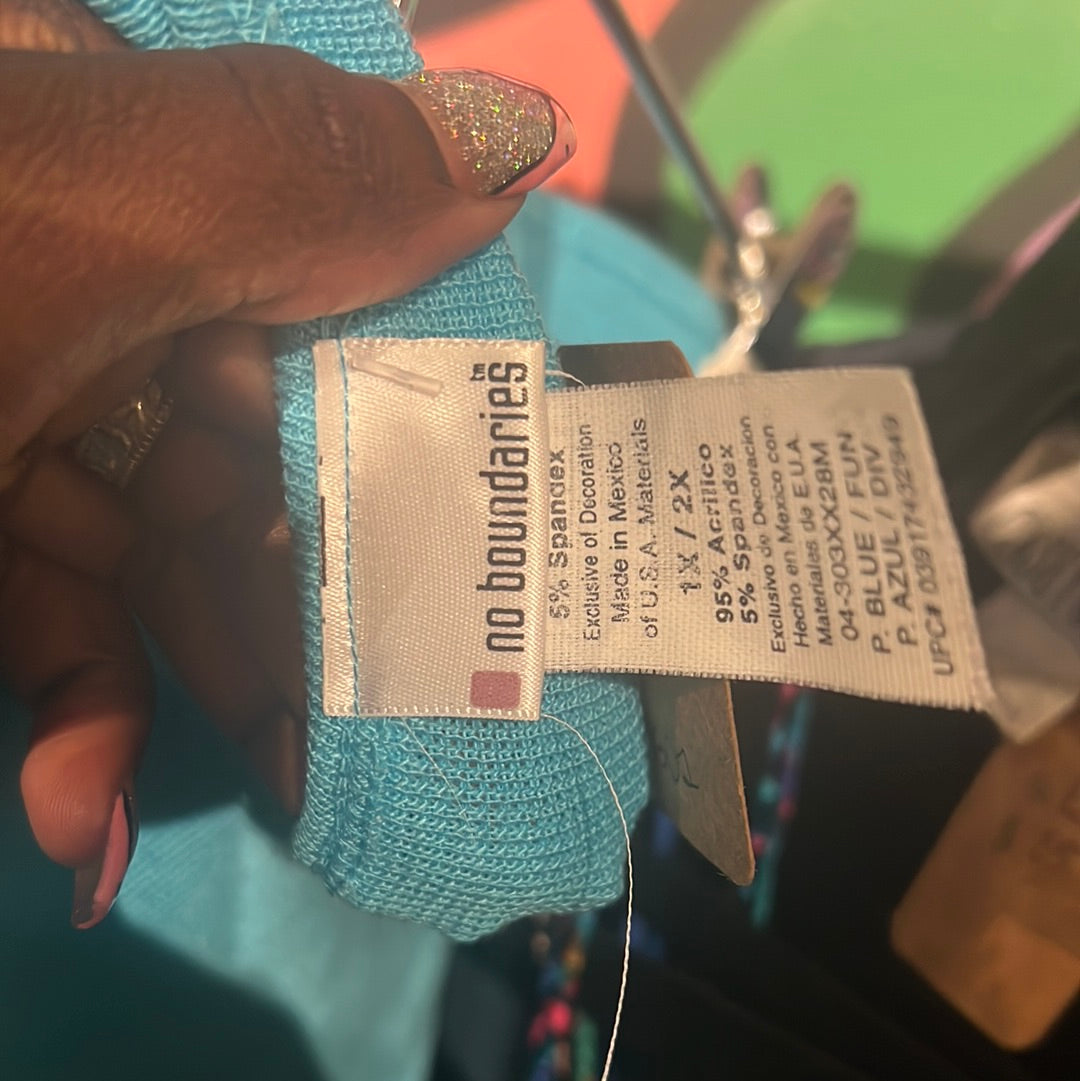 no boundaries™
5% Spandex
Exclusive of Decoration
Made in Mexico
of U.S.A. Materials
1X / 2X
95% Acrilico
5% Spandex
Exclusivo de Decoracion
Hecho en Mexico con
Materiales de E.U.A.
04-303XX28M
P. BLUE / FUN
P. AZUL / DIV
UPC# 03917432949